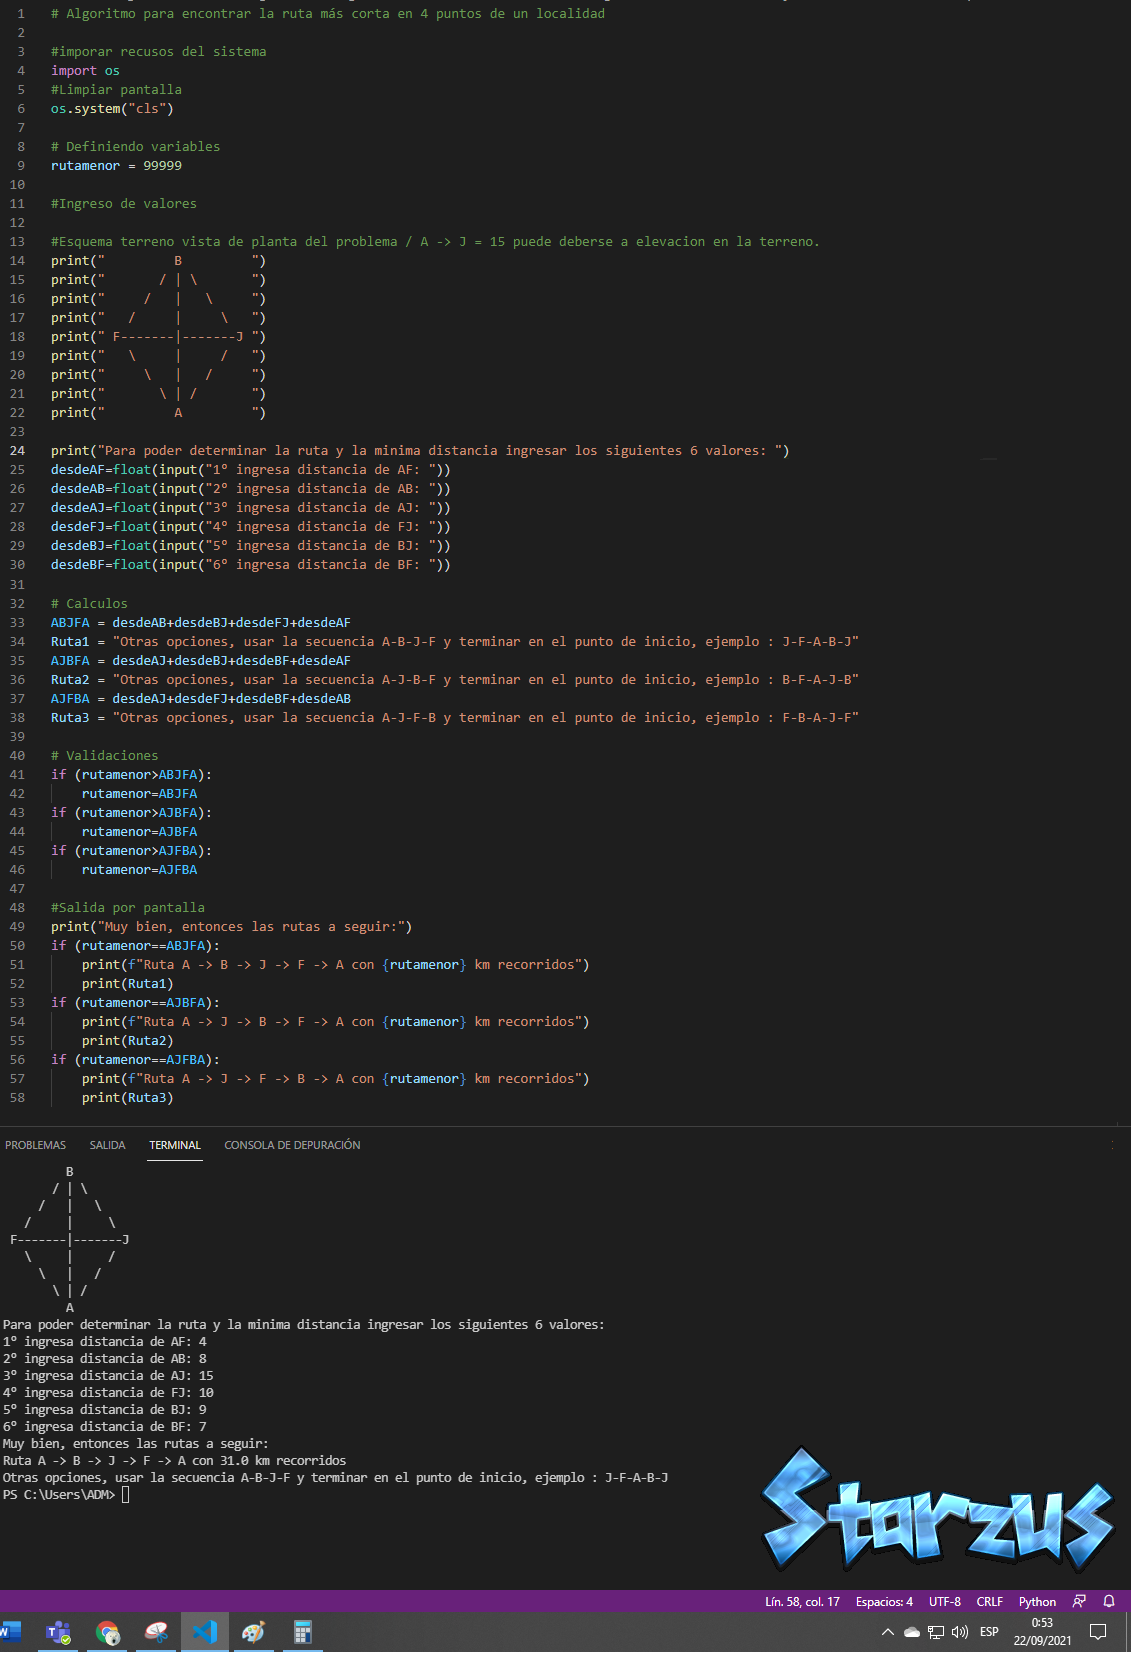 1 # Algoritmo para encontrar la ruta más corta en 4 puntos de un localidad
2
3 #imporar recusos del sistema
4 import os
5 #Limpiar pantalla
6 os.system("cls")
7
8 # Definiendo variables
9 rutamenor = 99999
10
11 #Ingreso de valores
12
13 #Esquema terreno vista de planta del problema / A -> J = 15 puede deberse a elevacion en la terreno.
14 print("         B         ")
15 print("       / | \       ")
16 print("     /   |   \     ")
17 print("   /     |     \   ")
18 print(" F-------|-------J ")
19 print("   \     |     /   ")
20 print("     \   |   /     ")
21 print("       \ | /       ")
22 print("         A         ")
23
24 print("Para poder determinar la ruta y la minima distancia ingresar los siguientes 6 valores: ")
25 desdeAF=float(input("1º ingresa distancia de AF: "))
26 desdeAB=float(input("2º ingresa distancia de AB: "))
27 desdeAJ=float(input("3º ingresa distancia de AJ: "))
28 desdeFJ=float(input("4º ingresa distancia de FJ: "))
29 desdeBJ=float(input("5º ingresa distancia de BJ: "))
30 desdeBF=float(input("6º ingresa distancia de BF: "))
31
32 # Calculos
33 ABJFA = desdeAB+desdeBJ+desdeFJ+desdeAF
34 Ruta1 = "Otras opciones, usar la secuencia A-B-J-F y terminar en el punto de inicio, ejemplo : J-F-A-B-J"
35 AJBFA = desdeAJ+desdeBJ+desdeBF+desdeAF
36 Ruta2 = "Otras opciones, usar la secuencia A-J-B-F y terminar en el punto de inicio, ejemplo : B-F-A-J-B"
37 AJFBA = desdeAJ+desdeFJ+desdeBF+desdeAB
38 Ruta3 = "Otras opciones, usar la secuencia A-J-F-B y terminar en el punto de inicio, ejemplo : F-B-A-J-F"
39
40 # Validaciones
41 if (rutamenor>ABJFA):
42     rutamenor=ABJFA
43 if (rutamenor>AJBFA):
44     rutamenor=AJBFA
45 if (rutamenor>AJFBA):
46     rutamenor=AJFBA
47
48 #Salida por pantalla
49 print("Muy bien, entonces las rutas a seguir:")
50 if (rutamenor==ABJFA):
51     print(f"Ruta A -> B -> J -> F -> A con {rutamenor} km recorridos")
52     print(Ruta1)
53 if (rutamenor==AJBFA):
54     print(f"Ruta A -> J -> B -> F -> A con {rutamenor} km recorridos")
55     print(Ruta2)
56 if (rutamenor==AJFBA):
57     print(f"Ruta A -> J -> F -> B -> A con {rutamenor} km recorridos")
58     print(Ruta3)
PROBLEMAS SALIDA TERMINAL CONSOLA DE DEPURACIÓN
         B
       / | \
     /   |   \
   /     |     \
 F-------|-------J
   \     |     /
     \   |   /
       \ | /
         A
Para poder determinar la ruta y la minima distancia ingresar los siguientes 6 valores:
1º ingresa distancia de AF: 4
2º ingresa distancia de AB: 8
3º ingresa distancia de AJ: 15
4º ingresa distancia de FJ: 10
5º ingresa distancia de BJ: 9
6º ingresa distancia de BF: 7
Muy bien, entonces las rutas a seguir:
Ruta A -> B -> J -> F -> A con 31.0 km recorridos
Otras opciones, usar la secuencia A-B-J-F y terminar en el punto de inicio, ejemplo : J-F-A-B-J
PS C:\Users\ADM>
Starzus
Lín. 58, col. 17 Espacios: 4 UTF-8 CRLF Python
ESP
0:53
22/09/2021